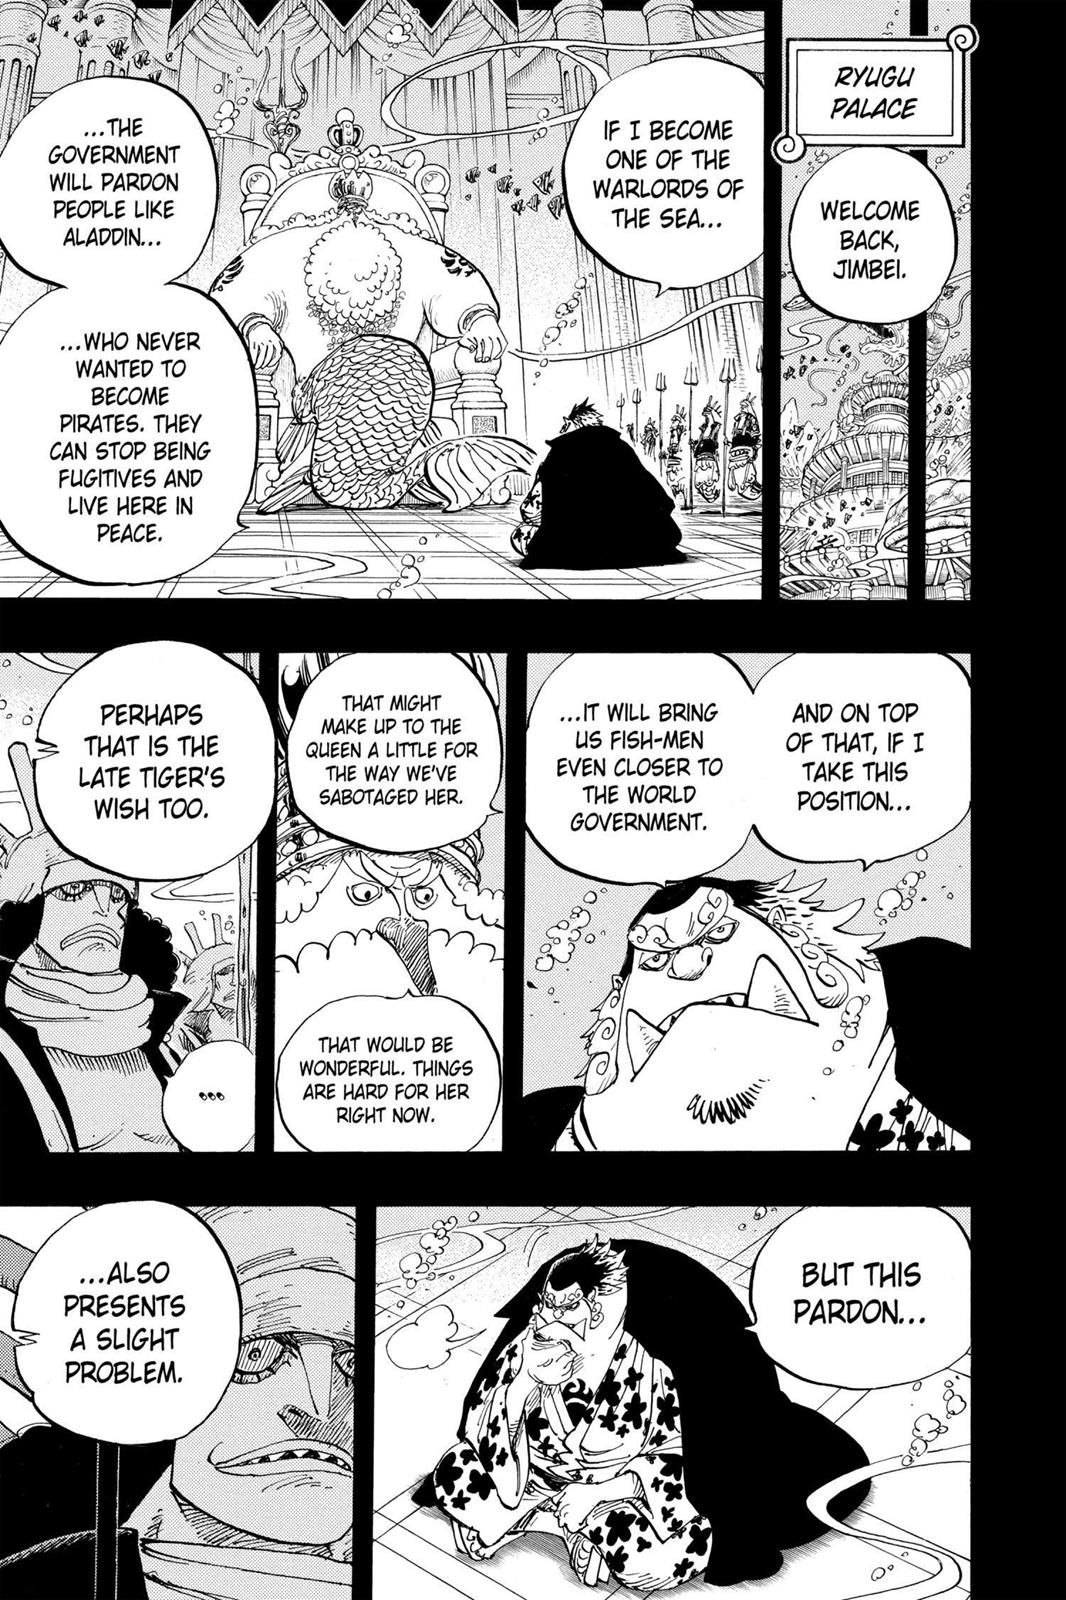 RYUGU
PALACE
WELCOME
BACK,
JIMBEI.
IF I BECOME
ONE OF THE
WARLORDS OF
THE SEA...
...THE
GOVERNMENT
WILL PARDON
PEOPLE LIKE
ALADDIN...
...WHO NEVER
WANTED TO
BECOME
PIRATES. THEY
CAN STOP BEING
FUGITIVES AND
LIVE HERE IN
PEACE.
AND ON TOP
OF THAT, IF I
TAKE THIS
POSITION...
...IT WILL BRING
US FISH-MEN
EVEN CLOSER TO
THE WORLD
GOVERNMENT.
THAT MIGHT
MAKE UP TO THE
QUEEN A LITTLE FOR
THE WAY WE'VE
SABOTAGED HER.
THAT WOULD BE
WONDERFUL. THINGS
ARE HARD FOR HER
RIGHT NOW.
PERHAPS
THAT IS THE
LATE TIGER'S
WISH TOO.
...
BUT THIS
PARDON...
...ALSO
PRESENTS
A SLIGHT
PROBLEM.